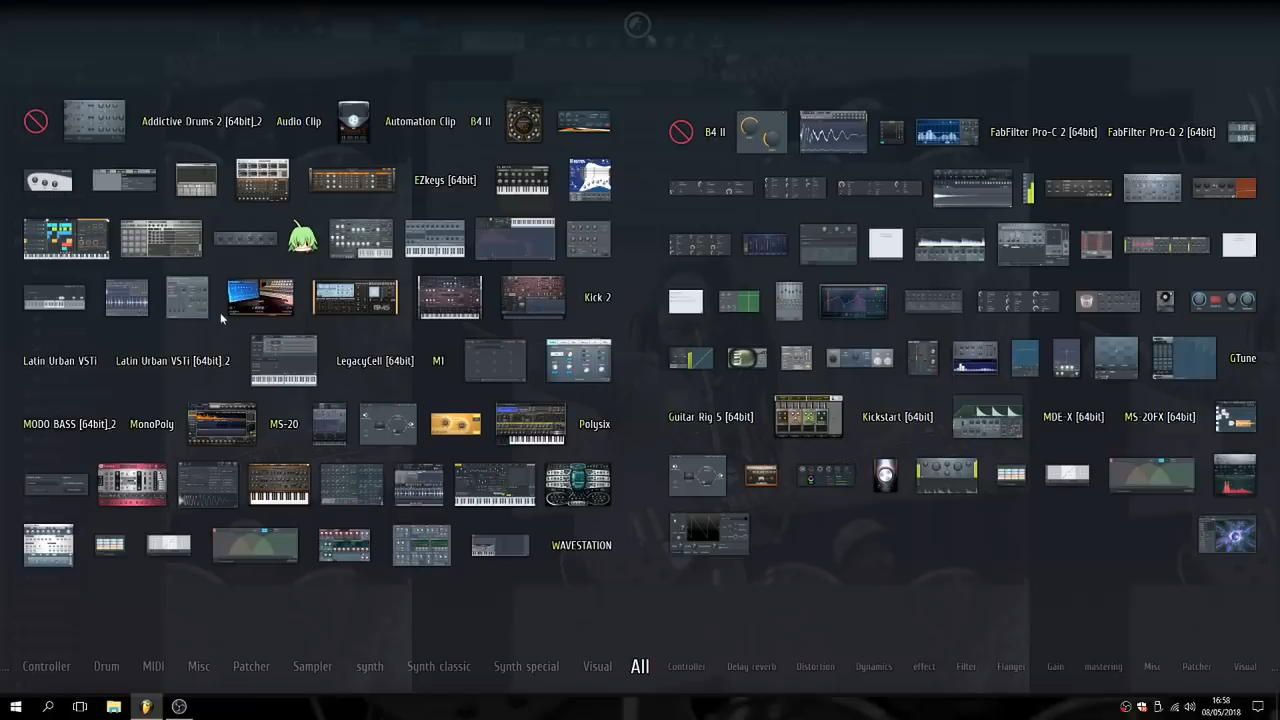 Addictive Drums 2 [64bit]_2
Audio Clip
Automation Clip
B4 II
EZkeys [64bit]
Kick 2
Latin Urban VSTi
Latin Urban VSTi [64bit]_2
LegacyCell [64bit]
M1
MODO BASS [64bit]_2
MonoPoly
MS-20
Polysix
WAVESTATION
B4 II
FabFilter Pro-C 2 [64bit]
FabFilter Pro-Q 2 [64bit]
GTune
Guitar Rig 5 [64bit]
Kickstart [64bit]
MDE-X [64bit]
MS-20FX [64bit]
... Controller Drum MIDI Misc Patcher Sampler synth Synth classic Synth special Visual All Controller Delay reverb Distortion Dynamics effect Filter Flanger Gain mastering Misc Patcher Visual
16:58
08/05/2018